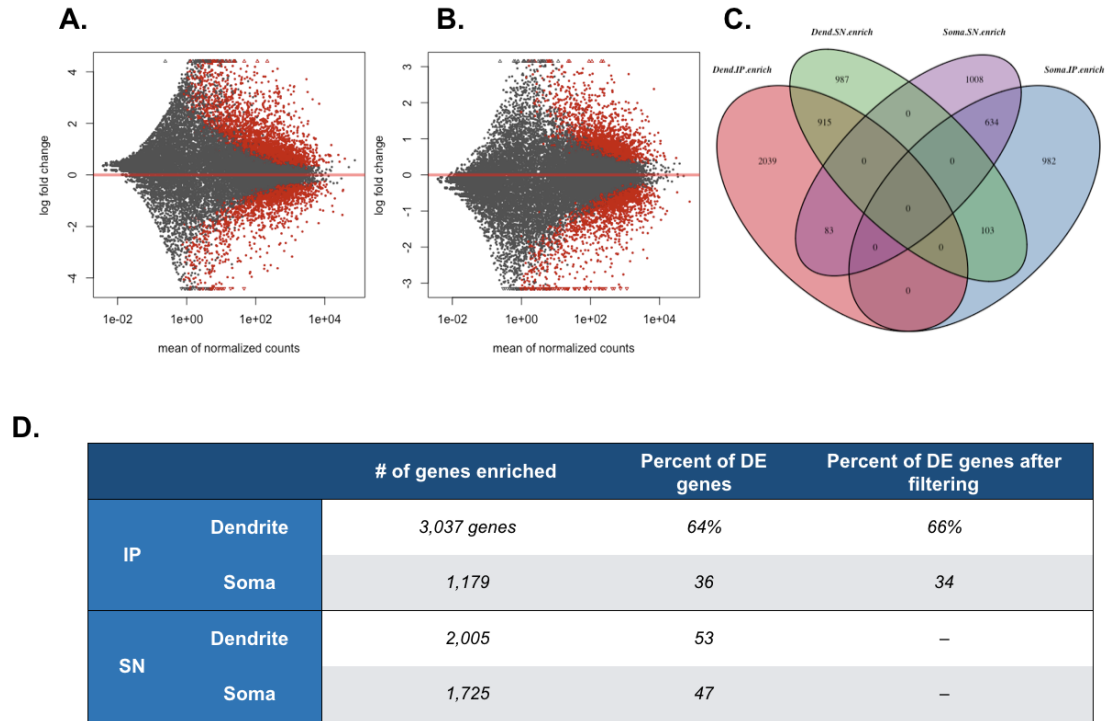 A.
B.
C.
4
2
0
-2
-4
log fold change
1e-02 1e+00 1e+02 1e+04
mean of normalized counts
3
2
1
0
-1
-2
-3
log fold change
1e-02 1e+00 1e+02 1e+04
mean of normalized counts
Dend.SN.enrich Soma.SN.enrich
Dend.IP.enrich Soma.IP.enrich
987 1008
0
915 634
2039 0 0 982
0
83 0 0 103
0
D.
# of genes enriched
Percent of DE
genes
Percent of DE genes after
filtering
IP
Dendrite 3,037 genes 64% 66%
Soma 1,179 36 34
SN
Dendrite 2,005 53 –
Soma 1,725 47 –